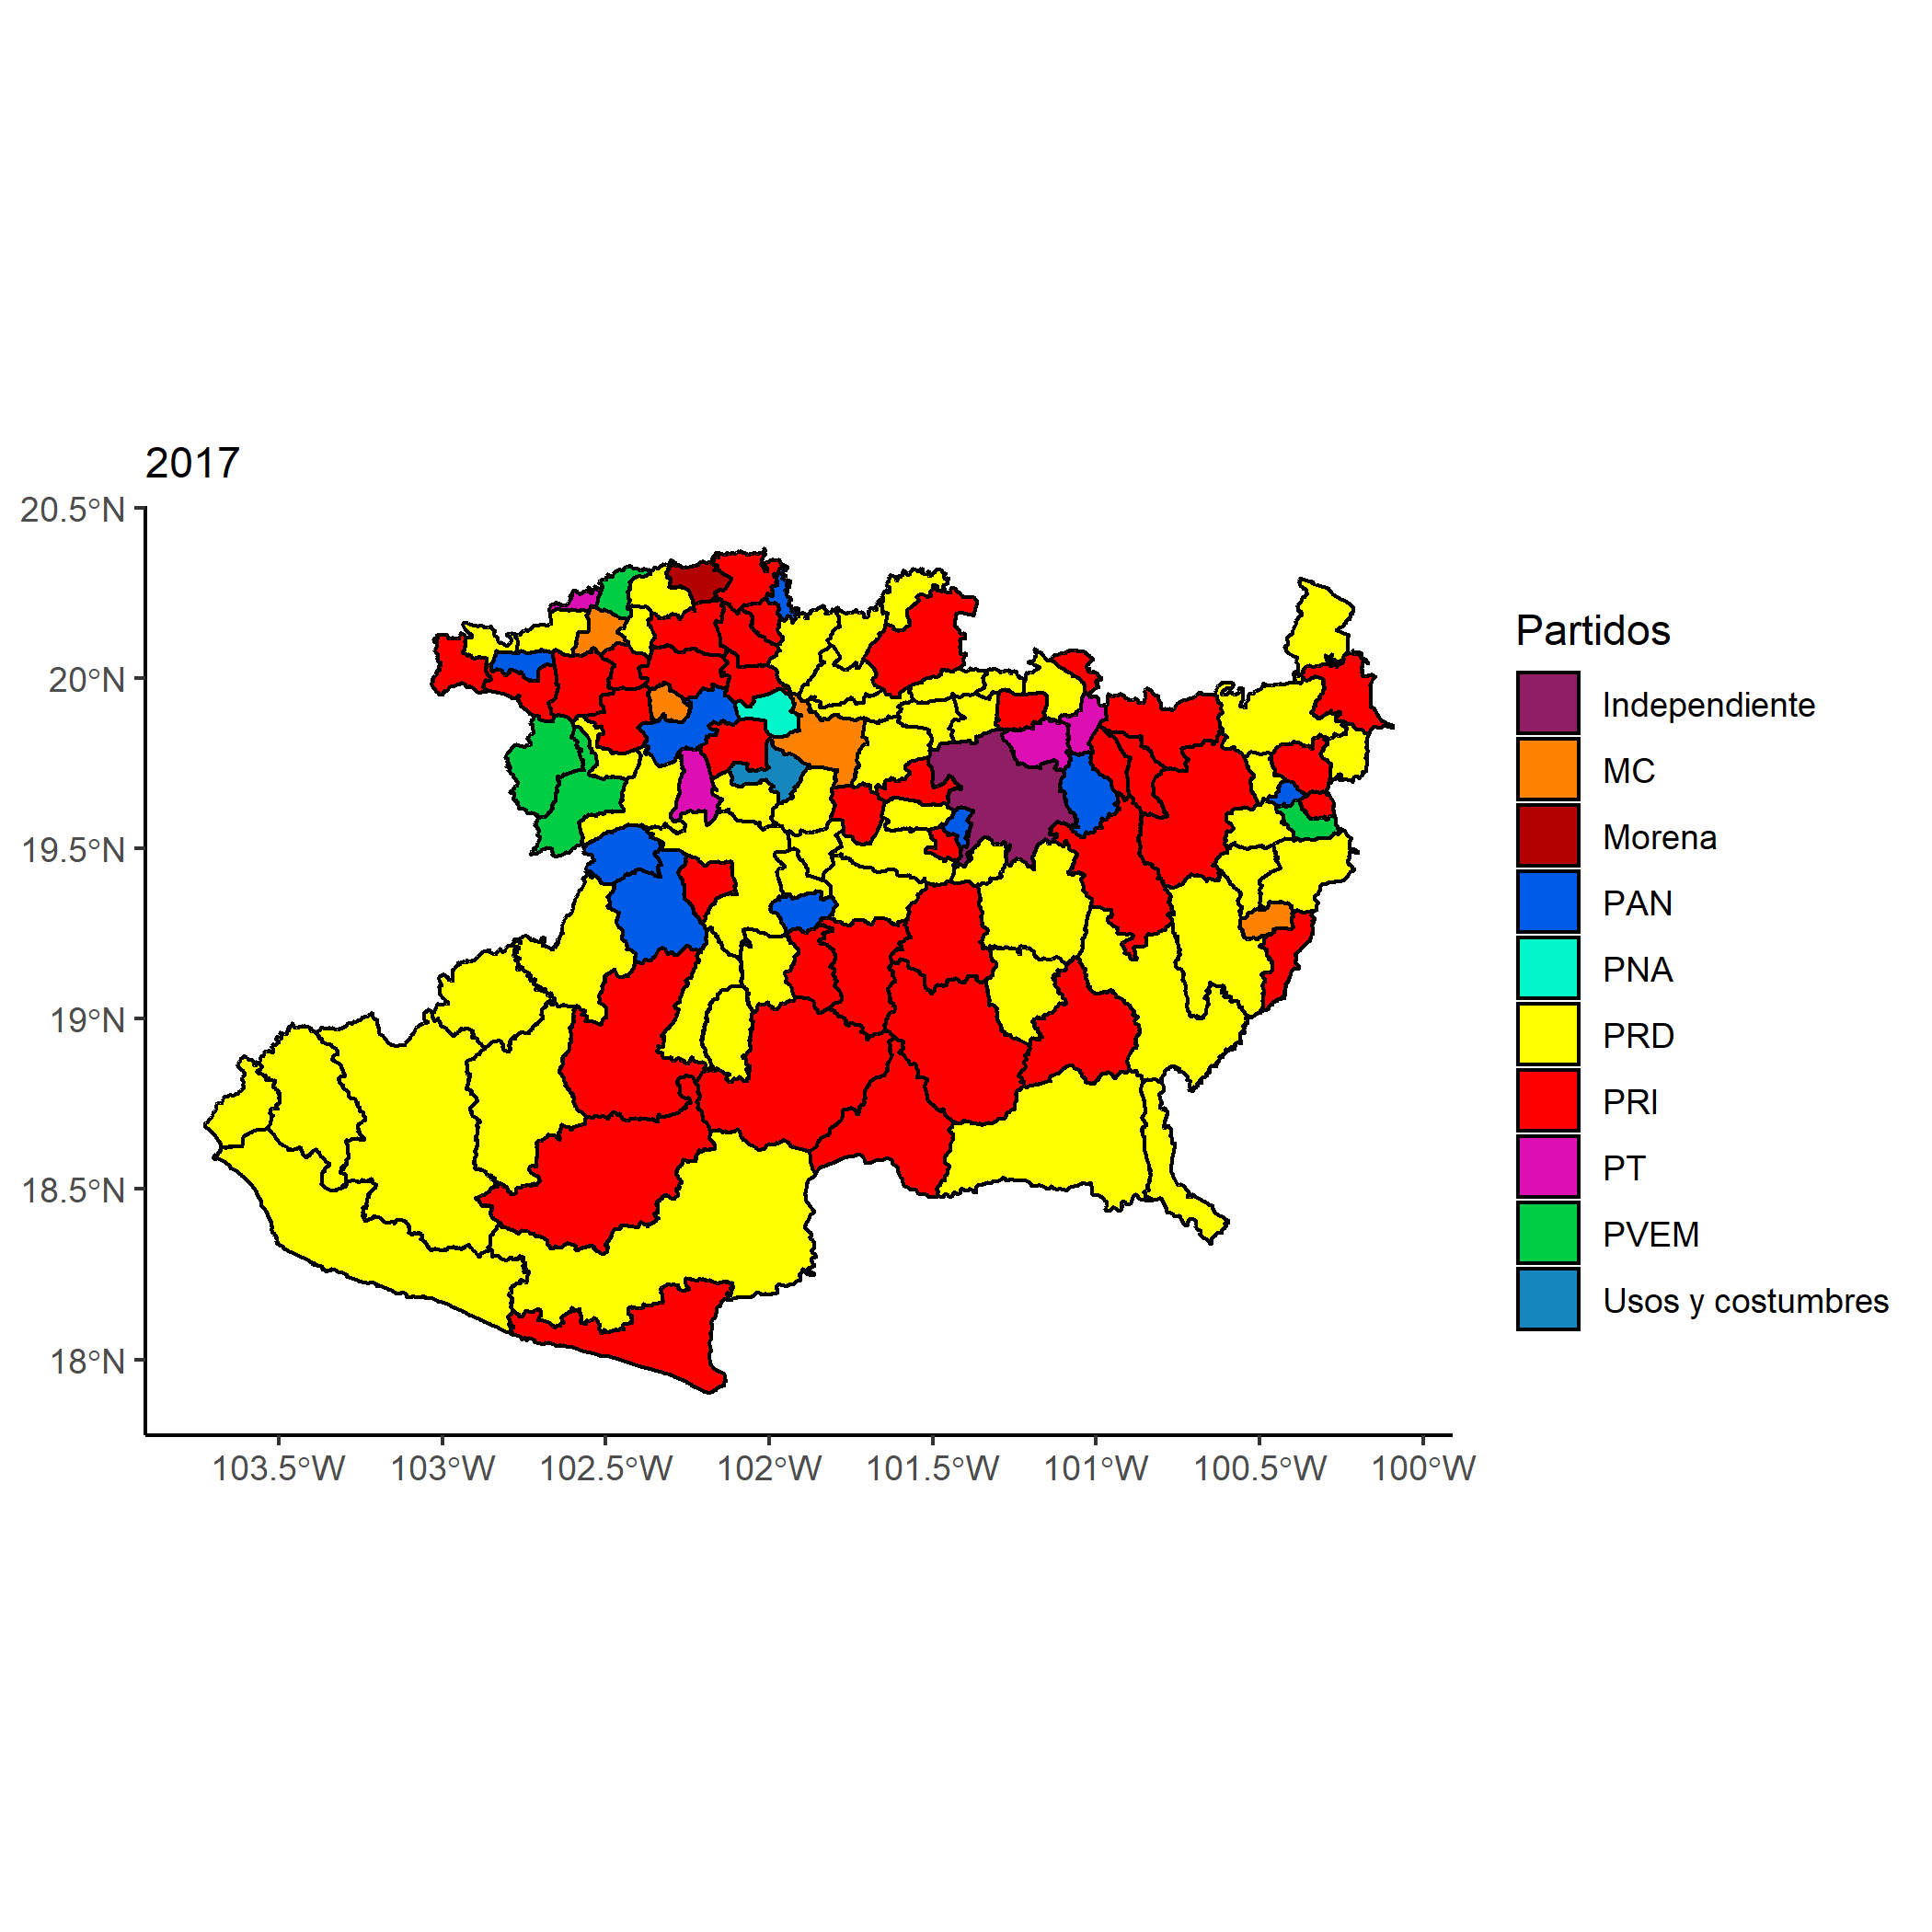 2017
20.5°N
20°N
19.5°N
19°N
18.5°N
18°N
103.5°W 103°W 102.5°W 102°W 101.5°W 101°W 100.5°W 100°W
Partidos
Independiente
MC
Morena
PAN
PNA
PRD
PRI
PT
PVEM
Usos y costumbres